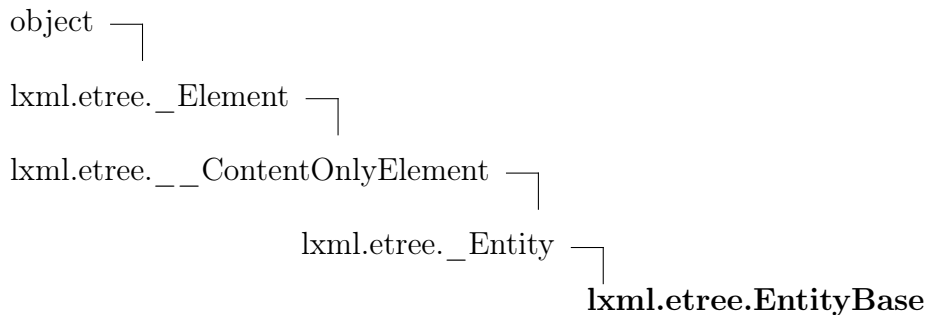 object
lxml.etree._Element
lxml.etree.__ContentOnlyElement
lxml.etree._Entity
lxml.etree.EntityBase